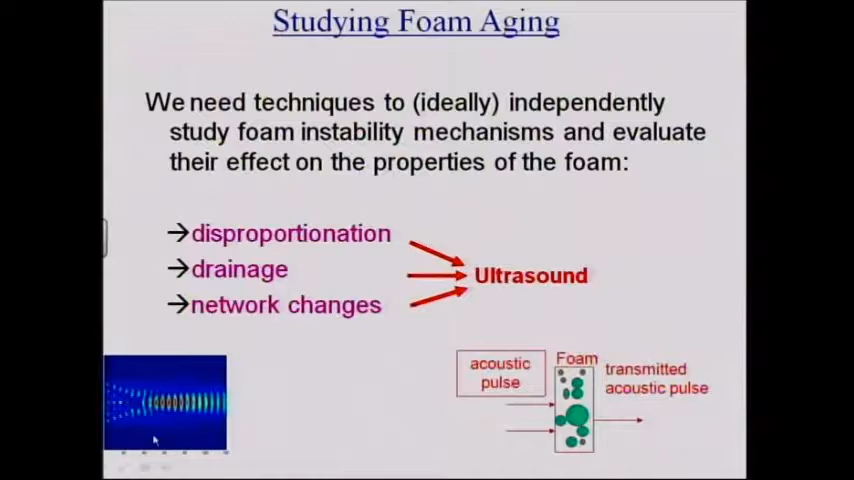 Studying Foam Aging
We need techniques to (ideally) independently
study foam instability mechanisms and evaluate
their effect on the properties of the foam:
→disproportionation
→drainage
→network changes
Ultrasound
acoustic
pulse
Foam
transmitted
acoustic pulse